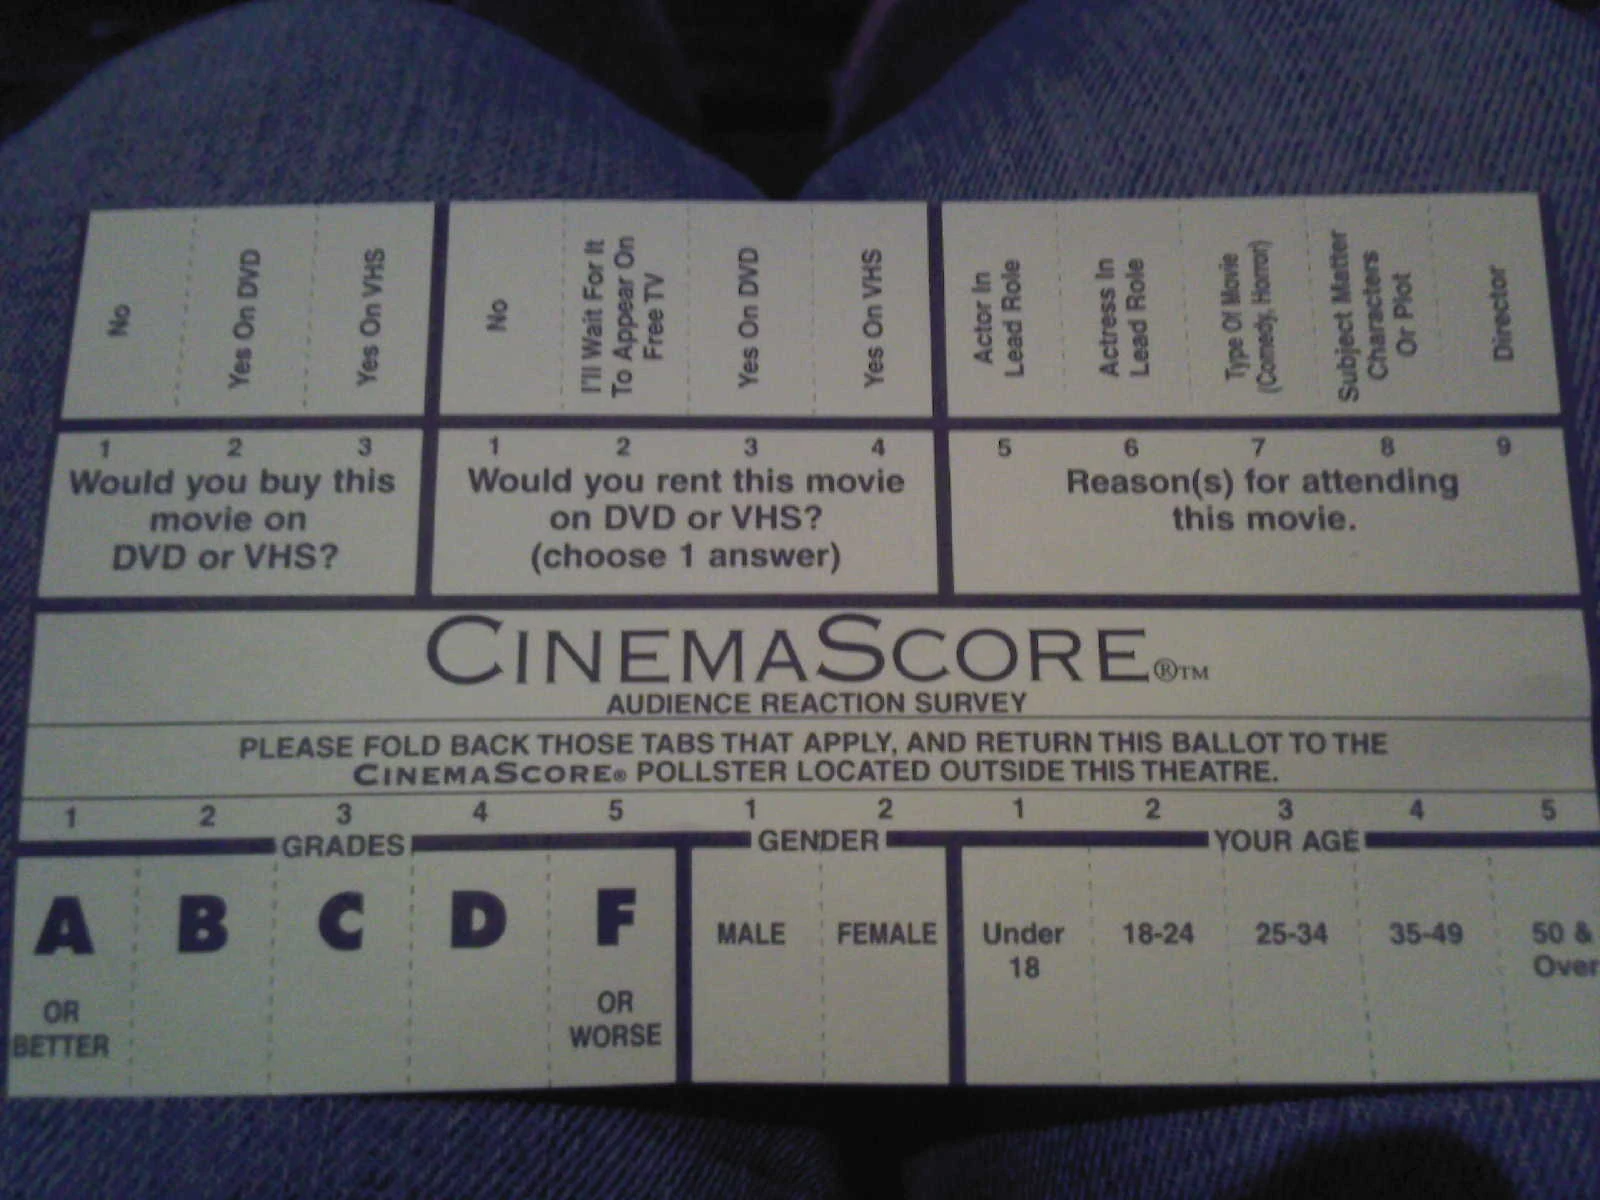 No
Yes On DVD
Yes On VHS
No
I'll Wait For It
To Appear On
Free TV
Yes On DVD
Yes On VHS
Actor In
Lead Role
Actress In
Lead Role
Type Of Movie
(Comedy, Horror)
Subject Matter
Characters
Or Plot
Director
1 2 3
Would you buy this
movie on
DVD or VHS?
1 2 3 4
Would you rent this movie
on DVD or VHS?
(choose 1 answer)
5 6 7 8 9
Reason(s) for attending
this movie.
CINEMASCORE®™
AUDIENCE REACTION SURVEY
PLEASE FOLD BACK THOSE TABS THAT APPLY, AND RETURN THIS BALLOT TO THE
CINEMASCORE® POLLSTER LOCATED OUTSIDE THIS THEATRE.
1 2 3 4 5 1 2 1 2 3 4 5
GRADES GENDER YOUR AGE
A
OR
BETTER
B
C
D
F
OR
WORSE
MALE
FEMALE
Under
18
18-24
25-34
35-49
50 &
Over